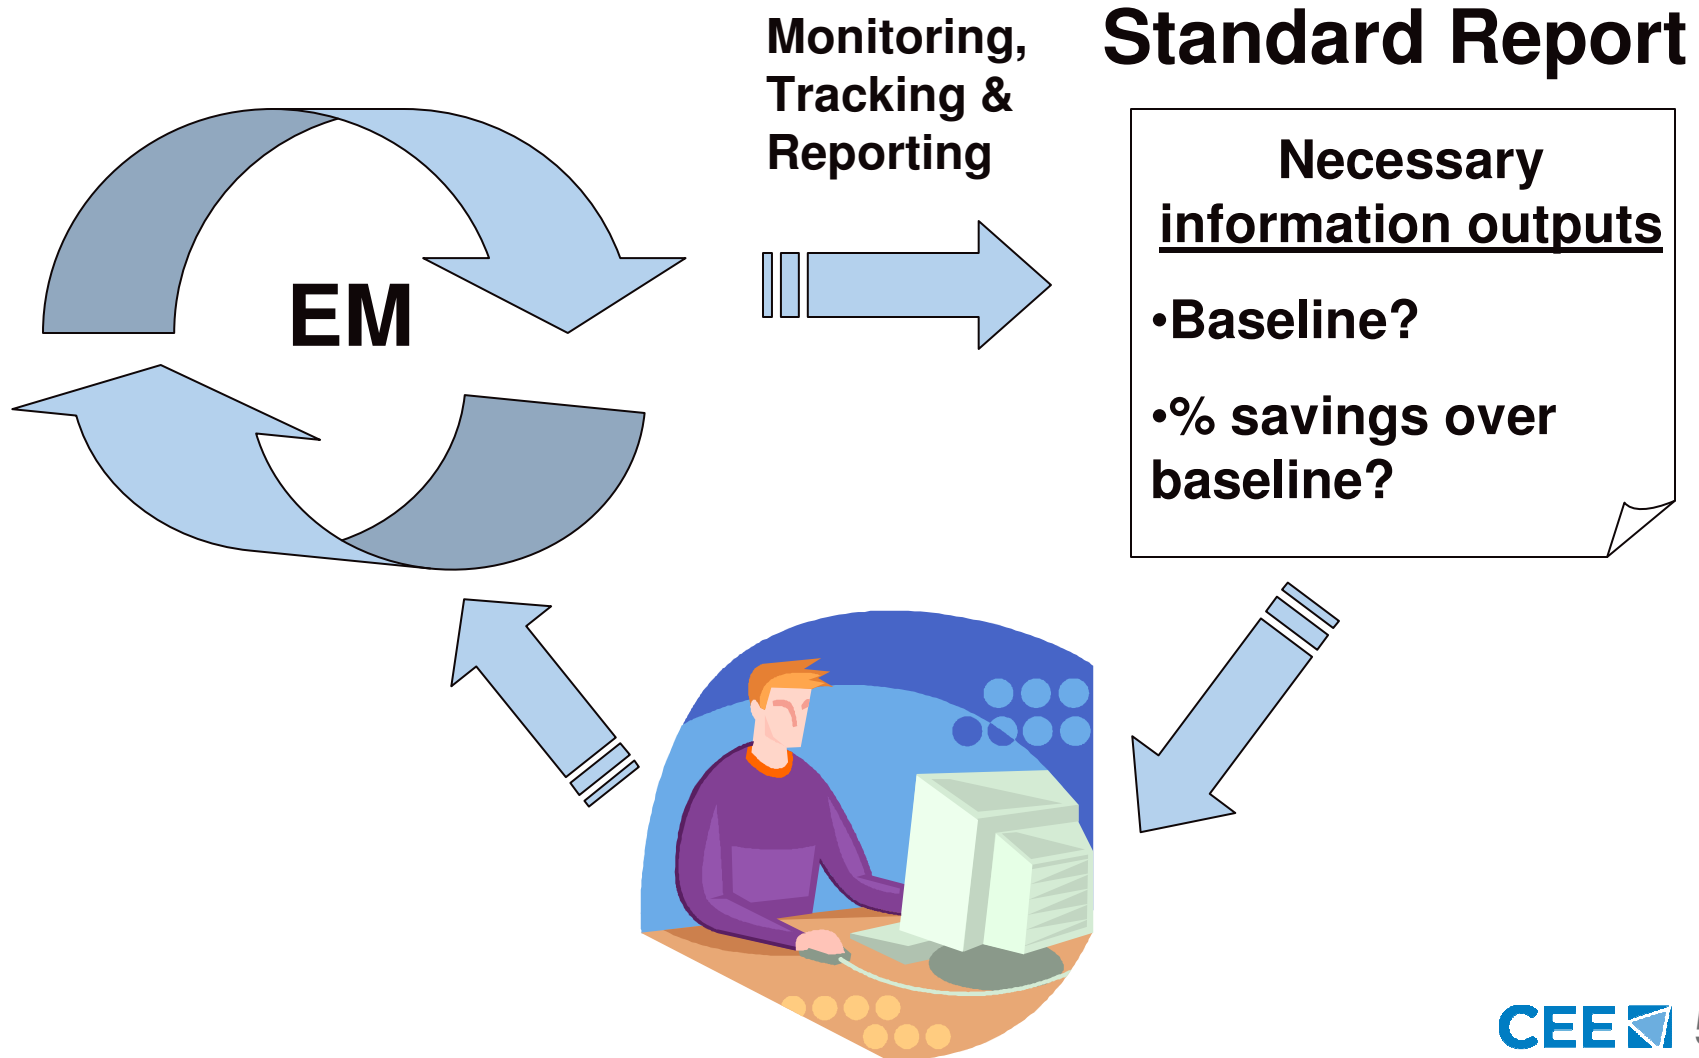 Monitoring,
Tracking &
Reporting
Standard Report
Necessary
information outputs
•Baseline?
•% savings over
baseline?
EM
CEE